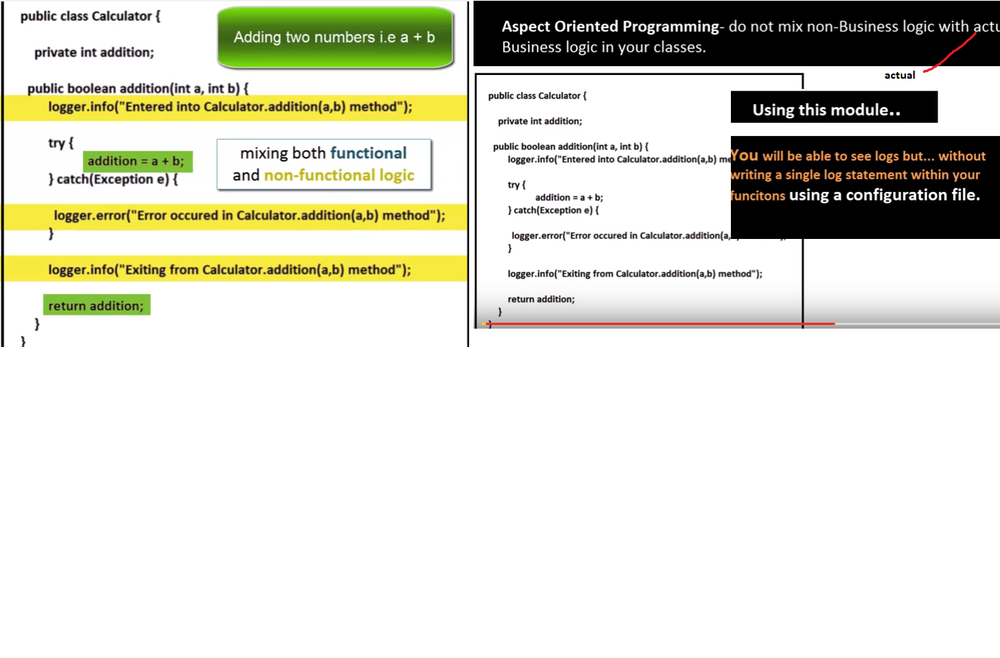 public class Calculator {
Adding two numbers i.e a + b
private int addition;
public boolean addition(int a, int b) {
logger.info("Entered into Calculator.addition(a,b) method");
try {
addition = a + b;
} catch(Exception e) {
mixing both functional
and non-functional logic
logger.error("Error occured in Calculator.addition(a,b) method");
}
logger.info("Exiting from Calculator.addition(a,b) method");
return addition;
}
}
Aspect Oriented Programming- do not mix non-Business logic with actu
Business logic in your classes.
actual
public class Calculator {
private int addition;
public boolean addition(int a, int b) {
logger.info("Entered into Calculator.addition(a,b) me
try {
addition = a + b;
} catch(Exception e) {
logger.error("Error occured in Calculator.addition(a,
}
logger.info("Exiting from Calculator.addition(a,b) method");
return addition;
}
}
Using this module..
You will be able to see logs but... without
writing a single log statement within your
funcitons using a configuration file.